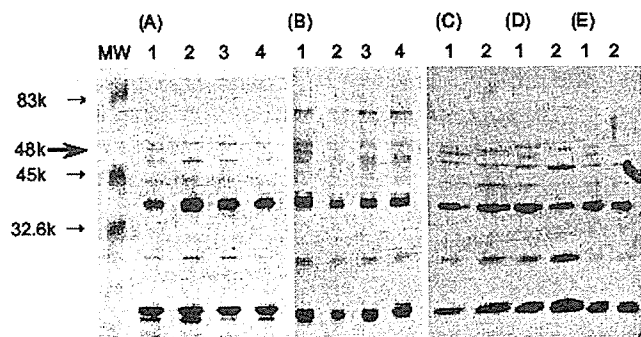 (A) (B) (C) (D) (E)
MW 1 2 3 4 1 2 3 4 1 2 1 2 1 2
83k →
48k →
45k →
32.6k →